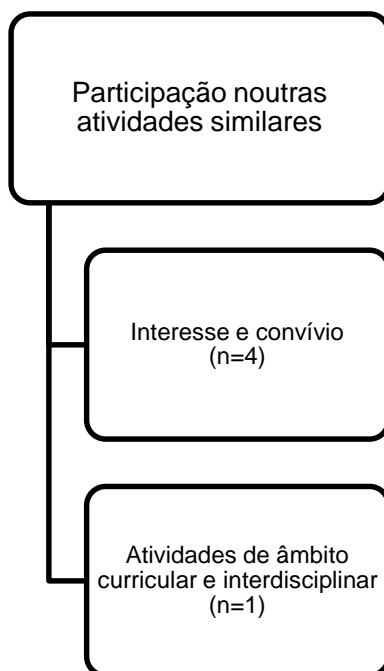 Participação noutras
atividades similares
Interesse e convívio
(n=4)
Atividades de âmbito
curricular e interdisciplinar
(n=1)